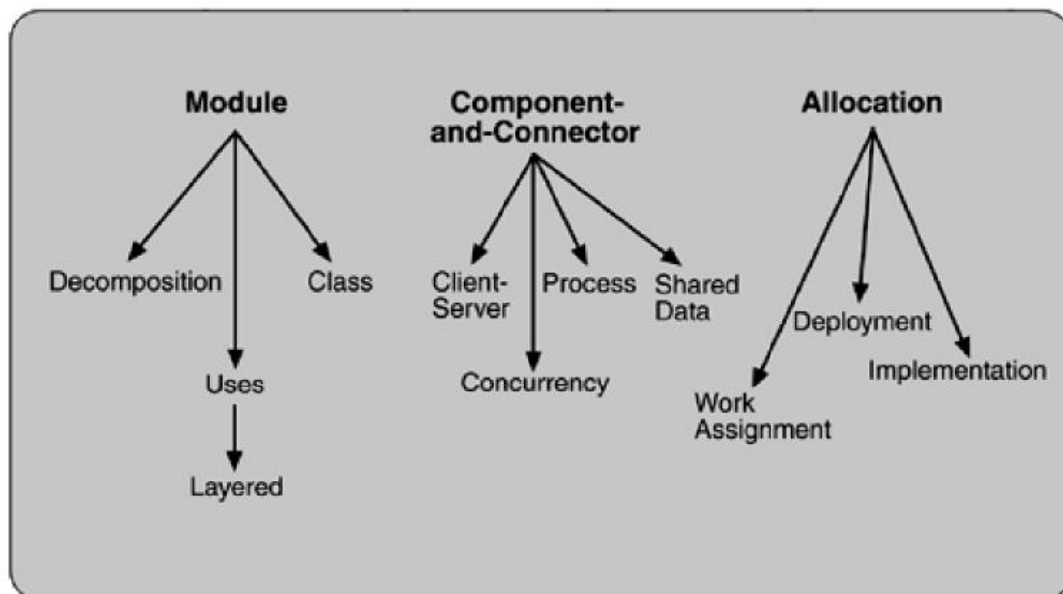 Module
Component-
and-Connector
Allocation
Decomposition
Class
Client-
Server
Process
Shared
Data
Deployment
Uses
Concurrency
Implementation
Work
Assignment
Layered